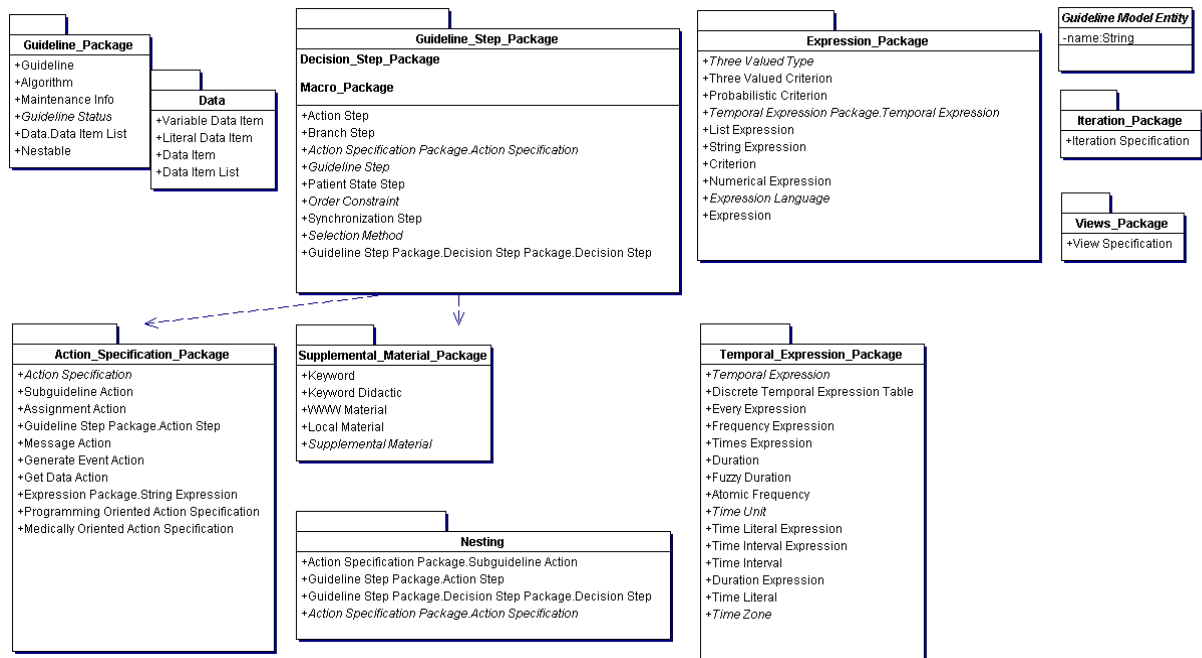 Guideline_Package
+Guideline
+Algorithm
+Maintenance Info
+Guideline Status
+Data.Data Item List
+Nestable
Data
+Variable Data Item
+Literal Data Item
+Data Item
+Data Item List
Guideline_Step_Package
Decision_Step_Package
Macro_Package
+Action Step
+Branch Step
+Action Specification Package.Action Specification
+Guideline Step
+Patient State Step
+Order Constraint
+Synchronization Step
+Selection Method
+Guideline Step Package.Decision Step Package.Decision Step
Expression_Package
+Three Valued Type
+Three Valued Criterion
+Probabilistic Criterion
+Temporal Expression Package.Temporal Expression
+List Expression
+String Expression
+Criterion
+Numerical Expression
+Expression Language
+Expression
Guideline Model Entity
-name:String
Iteration_Package
+Iteration Specification
Views_Package
+View Specification
Action_Specification_Package
+Action Specification
+Subguideline Action
+Assignment Action
+Guideline Step Package.Action Step
+Message Action
+Generate Event Action
+Get Data Action
+Expression Package.String Expression
+Programming Oriented Action Specification
+Medically Oriented Action Specification
Supplemental_Material_Package
+Keyword
+Keyword Didactic
+WWW Material
+Local Material
+Supplemental Material
Nesting
+Action Specification Package.Subguideline Action
+Guideline Step Package.Action Step
+Guideline Step Package.Decision Step Package.Decision Step
+Action Specification Package.Action Specification
Temporal_Expression_Package
+Temporal Expression
+Discrete Temporal Expression Table
+Every Expression
+Frequency Expression
+Times Expression
+Duration
+Fuzzy Duration
+Atomic Frequency
+Time Unit
+Time Literal Expression
+Time Interval Expression
+Time Interval
+Duration Expression
+Time Literal
+Time Zone